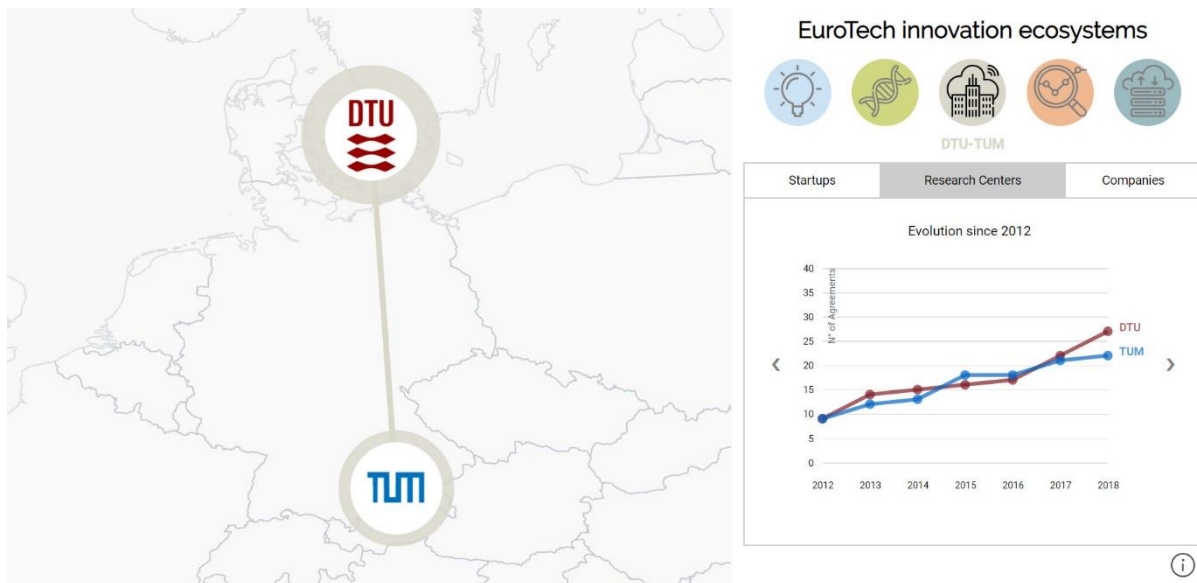 DTU
TUM
EuroTech innovation ecosystems
DTU-TUM
Startups
Research Centers
Companies
Evolution since 2012
N° of Agreements
40
35
30
25
20
15
10
5
0
DTU
TUM
2012 2013 2014 2015 2016 2017 2018